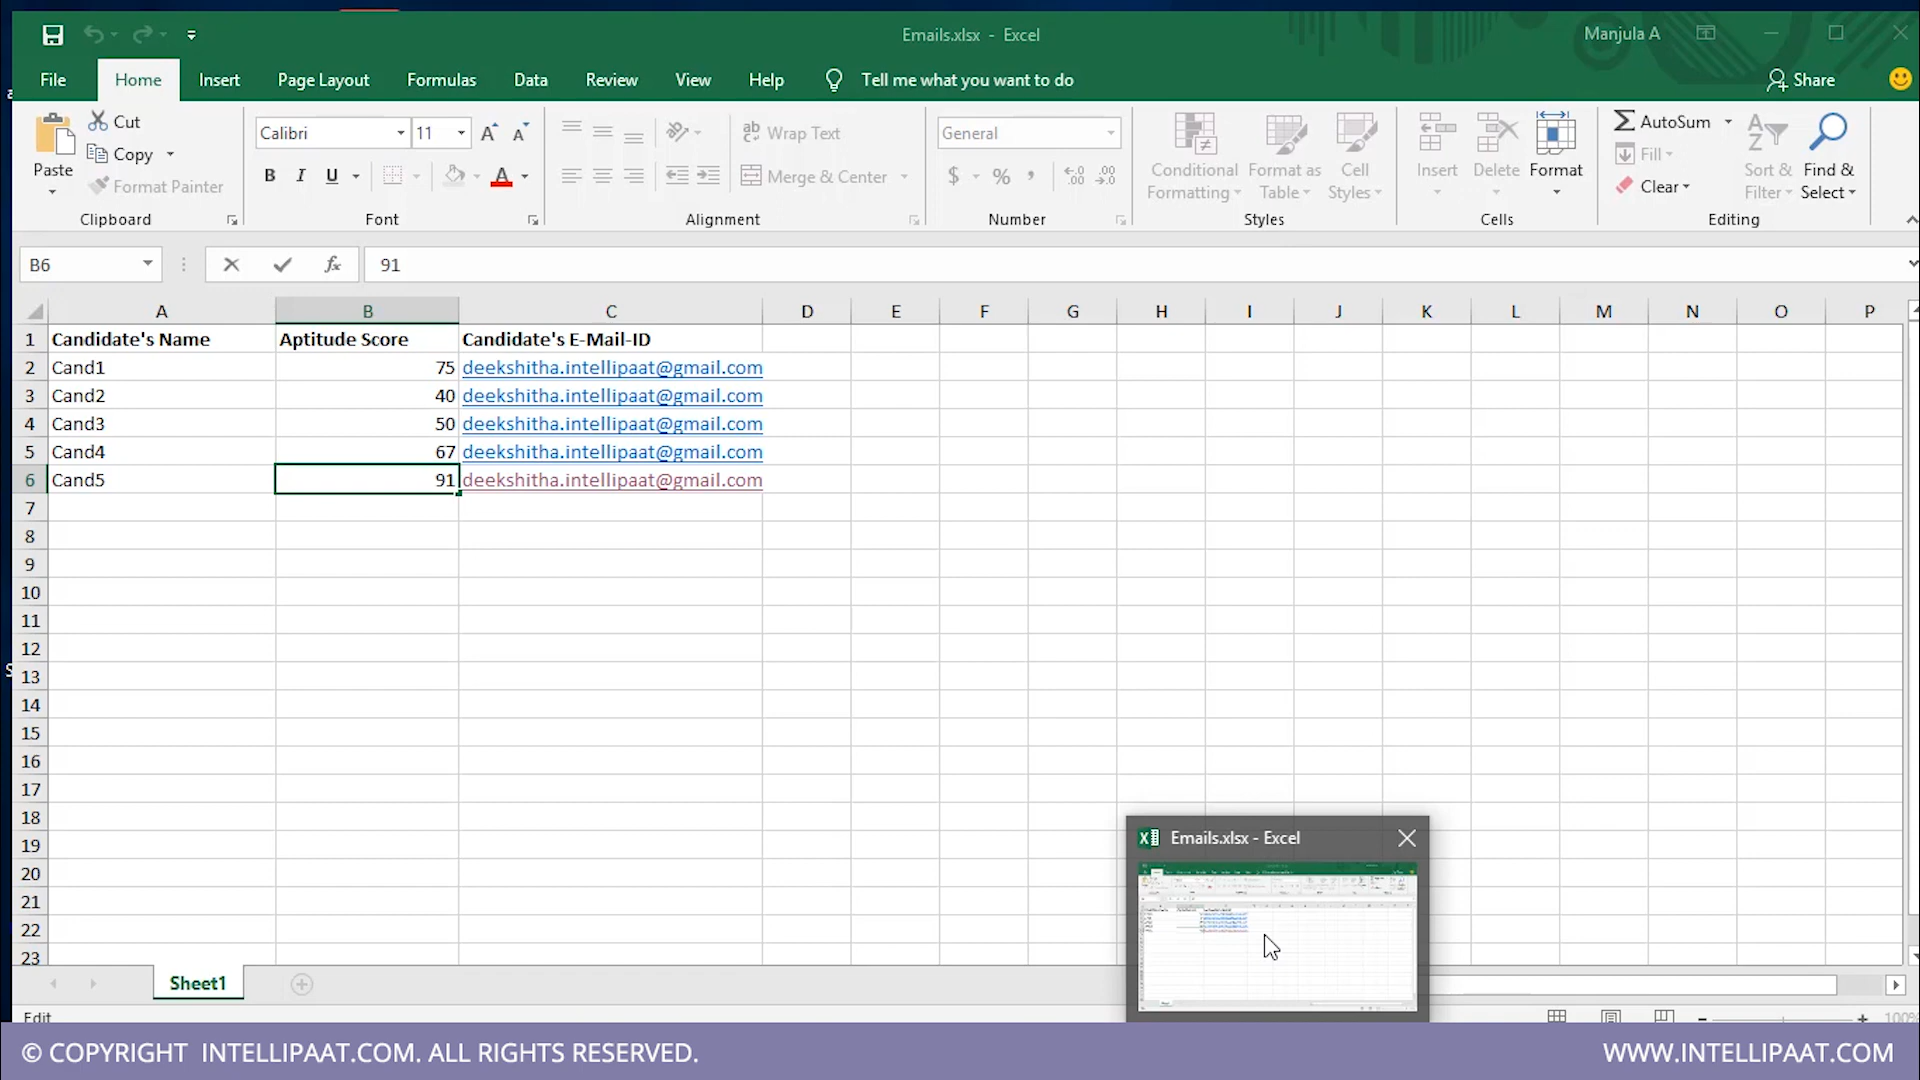 Emails.xlsx - Excel
Manjula A
File Home Insert Page Layout Formulas Data Review View Help Tell me what you want to do Share
Paste
Cut
Copy
Format Painter
Clipboard
Calibri 11
B I U A
Font
Wrap Text
Merge & Center
Alignment
General
$ % ,
Number
Conditional Formatting
Format as Table
Cell Styles
Styles
Insert Delete Format
Cells
AutoSum
Fill
Clear
Sort & Filter
Find & Select
Editing
B6 fx 91
A B C D E F G H I J K L M N O P
1 Candidate's Name Aptitude Score Candidate's E-Mail-ID
2 Cand1 75 deekshitha.intellipaat@gmail.com
3 Cand2 40 deekshitha.intellipaat@gmail.com
4 Cand3 50 deekshitha.intellipaat@gmail.com
5 Cand4 67 deekshitha.intellipaat@gmail.com
6 Cand5 91 deekshitha.intellipaat@gmail.com
7
8
9
10
11
12
13
14
15
16
17
18
19
20
21
22
23
Emails.xlsx - Excel
Sheet1
Edit
100%
© COPYRIGHT INTELLIPAAT.COM. ALL RIGHTS RESERVED.
WWW.INTELLIPAAT.COM